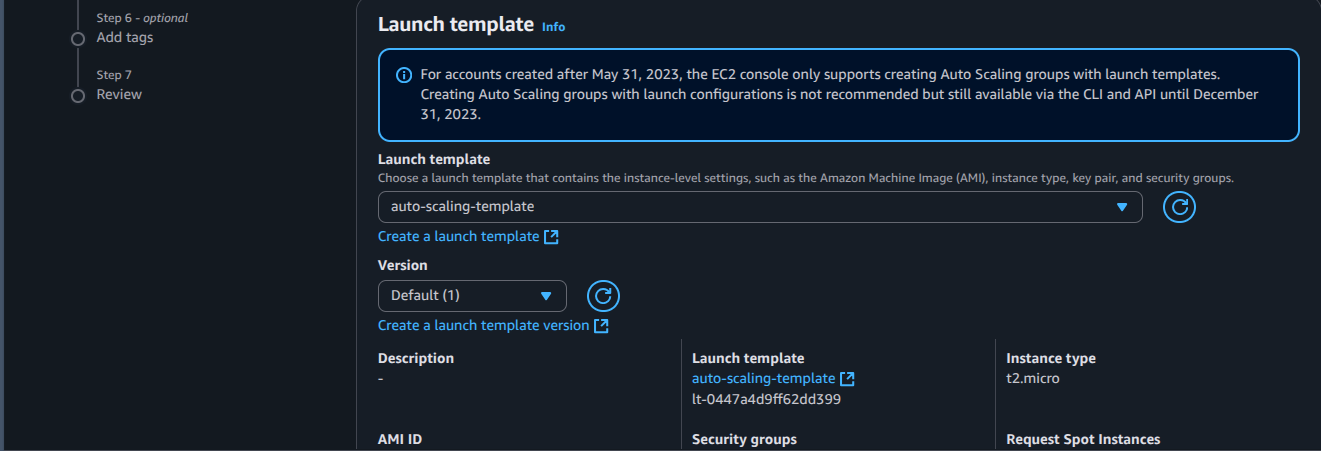 Step 6 - optional
Add tags
Step 7
Review
Launch template Info
For accounts created after May 31, 2023, the EC2 console only supports creating Auto Scaling groups with launch templates.
Creating Auto Scaling groups with launch configurations is not recommended but still available via the CLI and API until December
31, 2023.
Launch template
Choose a launch template that contains the instance-level settings, such as the Amazon Machine Image (AMI), instance type, key pair, and security groups.
auto-scaling-template
Create a launch template
Version
Default (1)
Create a launch template version
Description
-
Launch template
auto-scaling-template
lt-0447a4d9ff62dd399
Instance type
t2.micro
AMI ID
Security groups
Request Spot Instances